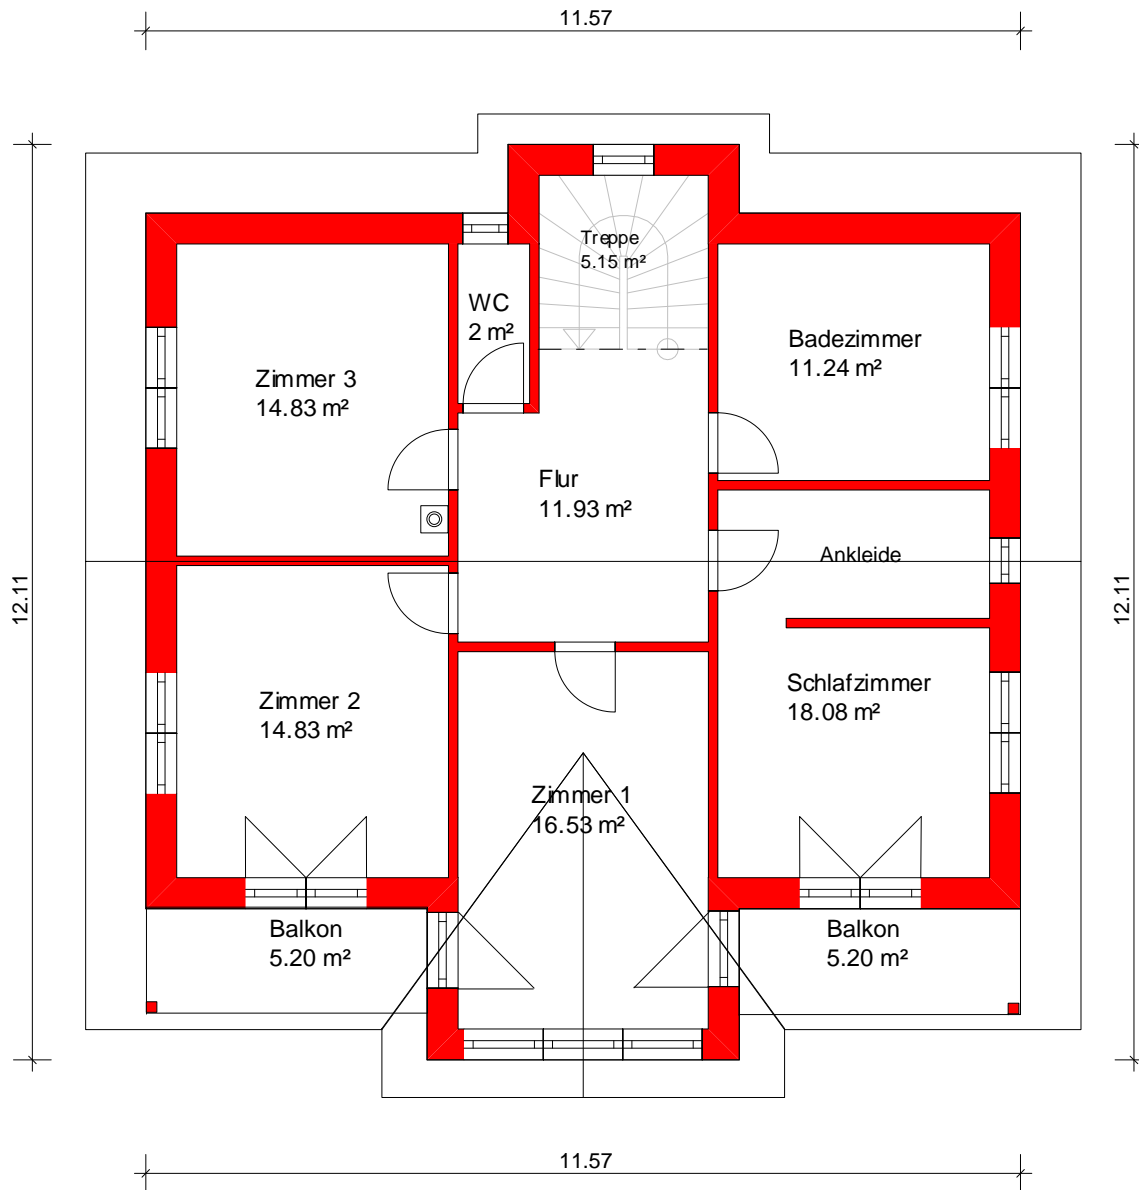 11.57
Treppe
5.15 m²
WC
2 m²
Badezimmer
11.24 m²
Zimmer 3
14.83 m²
Flur
11.93 m²
Ankleide
12.11
12.11
Schlafzimmer
18.08 m²
Zimmer 2
14.83 m²
Zimmer 1
16.53 m²
Balkon
5.20 m²
Balkon
5.20 m²
11.57